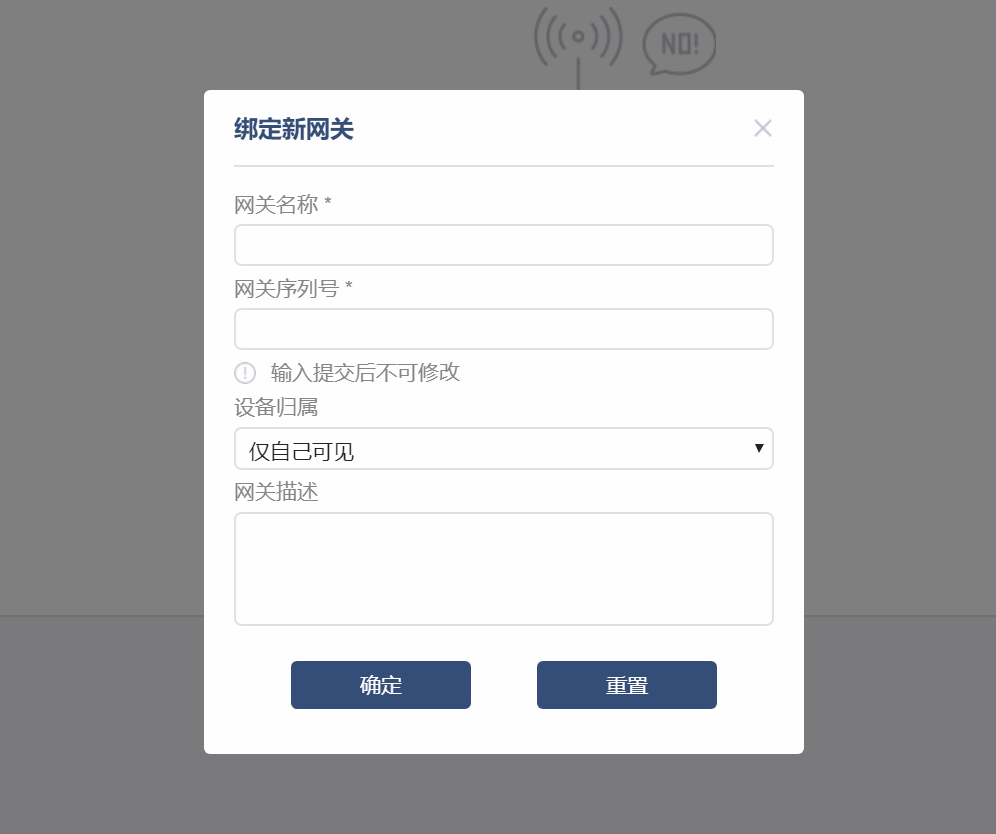 NO!
绑定新网关
网关名称 *
网关序列号 *
输入提交后不可修改
设备归属
仅自己可见
网关描述
确定 重置